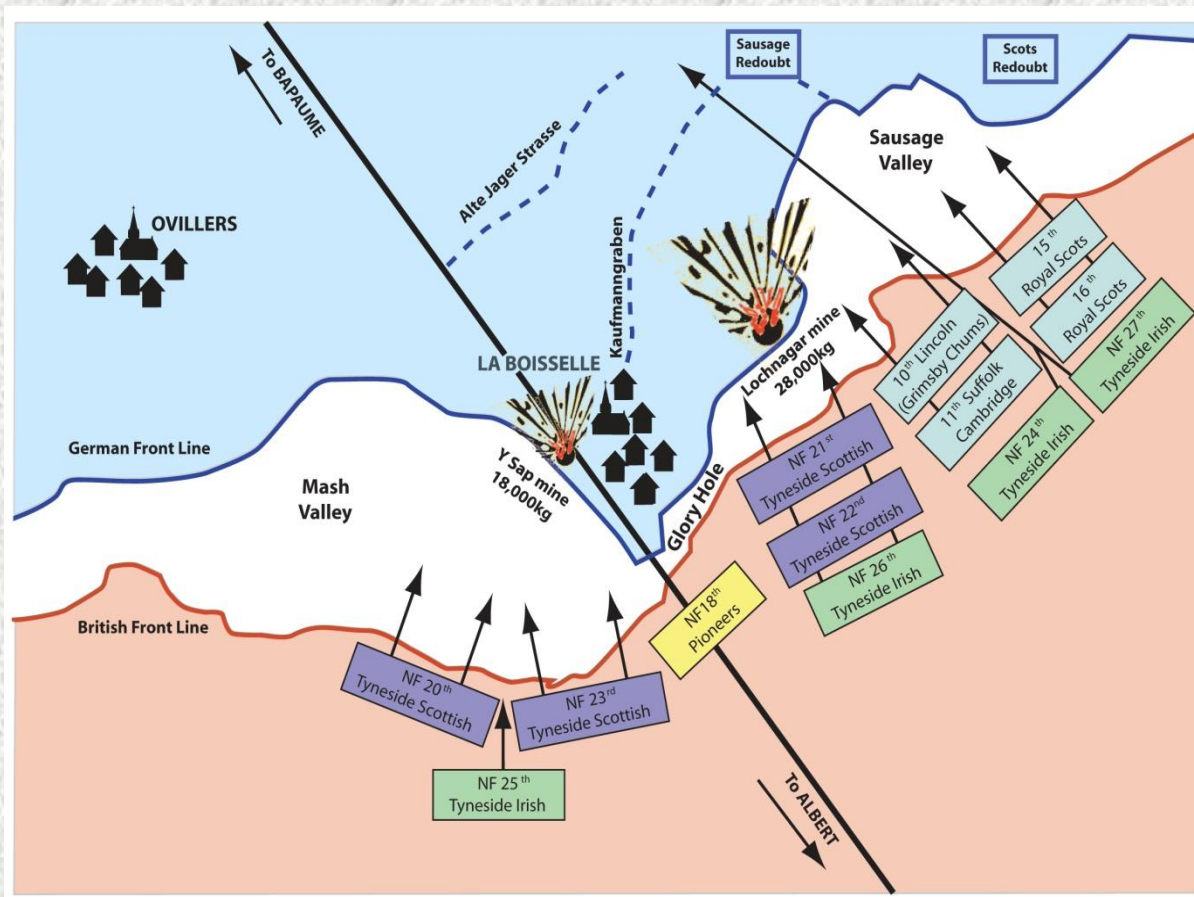 To BAPAUME
Sausage
Redoubt
Scots
Redoubt
Sausage
Valley
Alte Jager Strasse
OVILLERS
Kaufmanngraben
LA BOISSELLE
Lochnagar mine
28,000kg
15th
Royal Scots
16th
Royal Scots
NF 27th
Tyneside Irish
10th Lincoln
(Grimsby Chums)
11th Suffolk
Cambridge
NF 24th
Tyneside Irish
German Front Line
Mash
Valley
Y Sap mine
18,000kg
Glory Hole
NF 21st
Tyneside Scottish
NF 22nd
Tyneside Scottish
NF 26th
Tyneside Irish
British Front Line
NF18th
Pioneers
NF 20th
Tyneside Scottish
NF 23rd
Tyneside Scottish
NF 25th
Tyneside Irish
To ALBERT